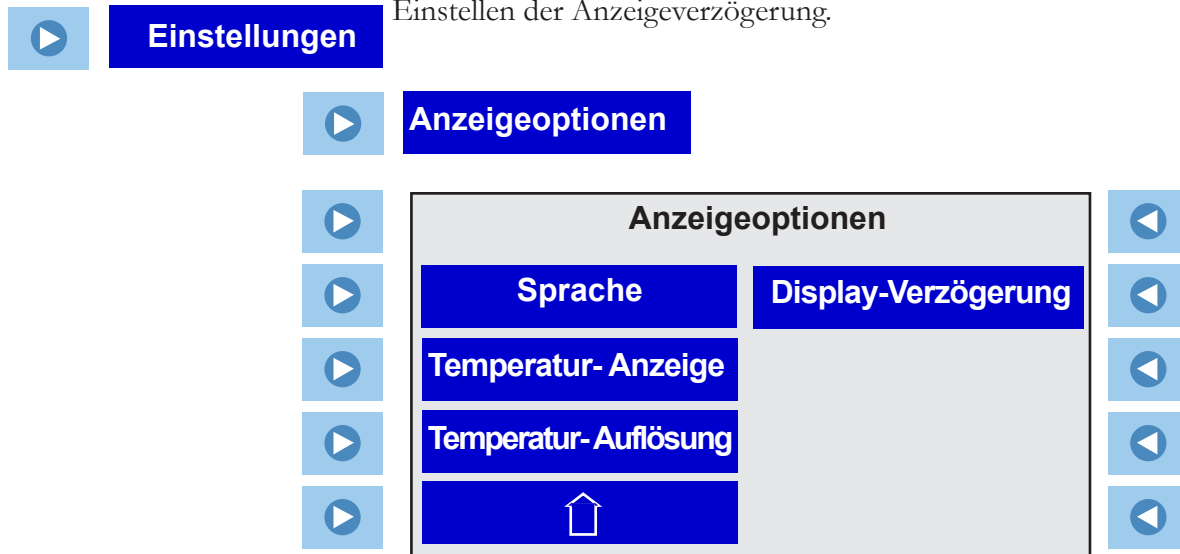 Einstellen der Anzeigeverzögerung.
Einstellungen
Anzeigeoptionen
Anzeigeoptionen
Sprache
Display-Verzögerung
Temperatur- Anzeige
Temperatur- Auflösung